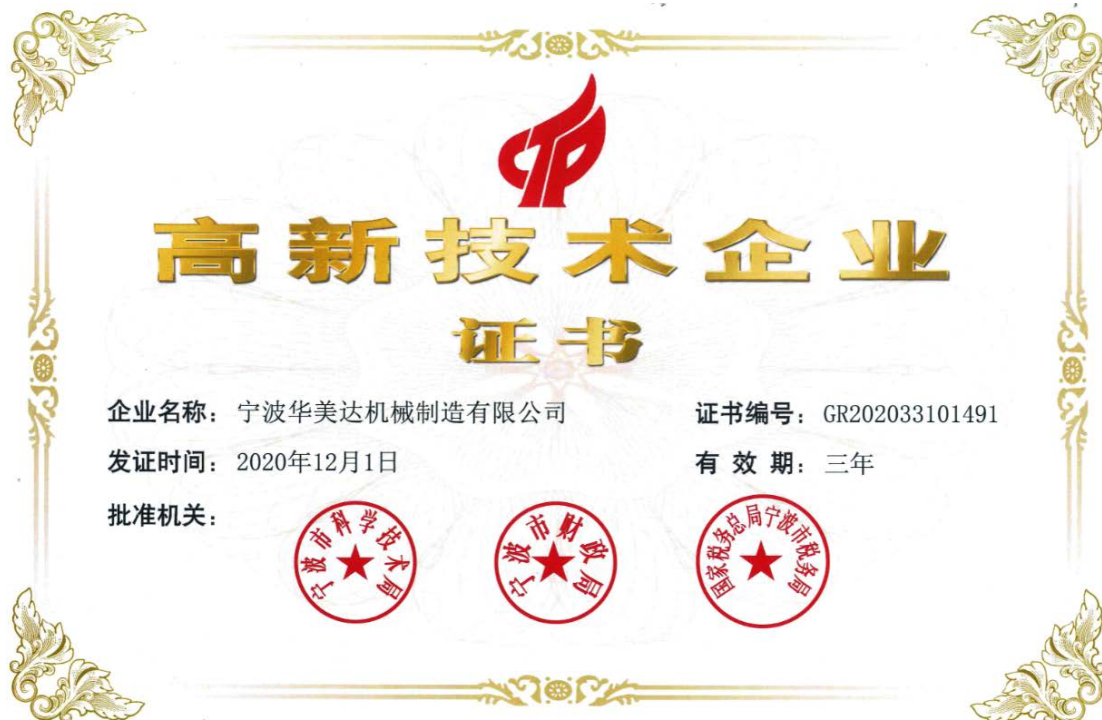 高新技术企业
证书
企业名称：宁波华美达机械制造有限公司 证书编号：GR202033101491
发证时间：2020年12月1日 有效期：三年
批准机关：
宁波市科学技术局 宁波市财政局 国家税务总局宁波市税务局